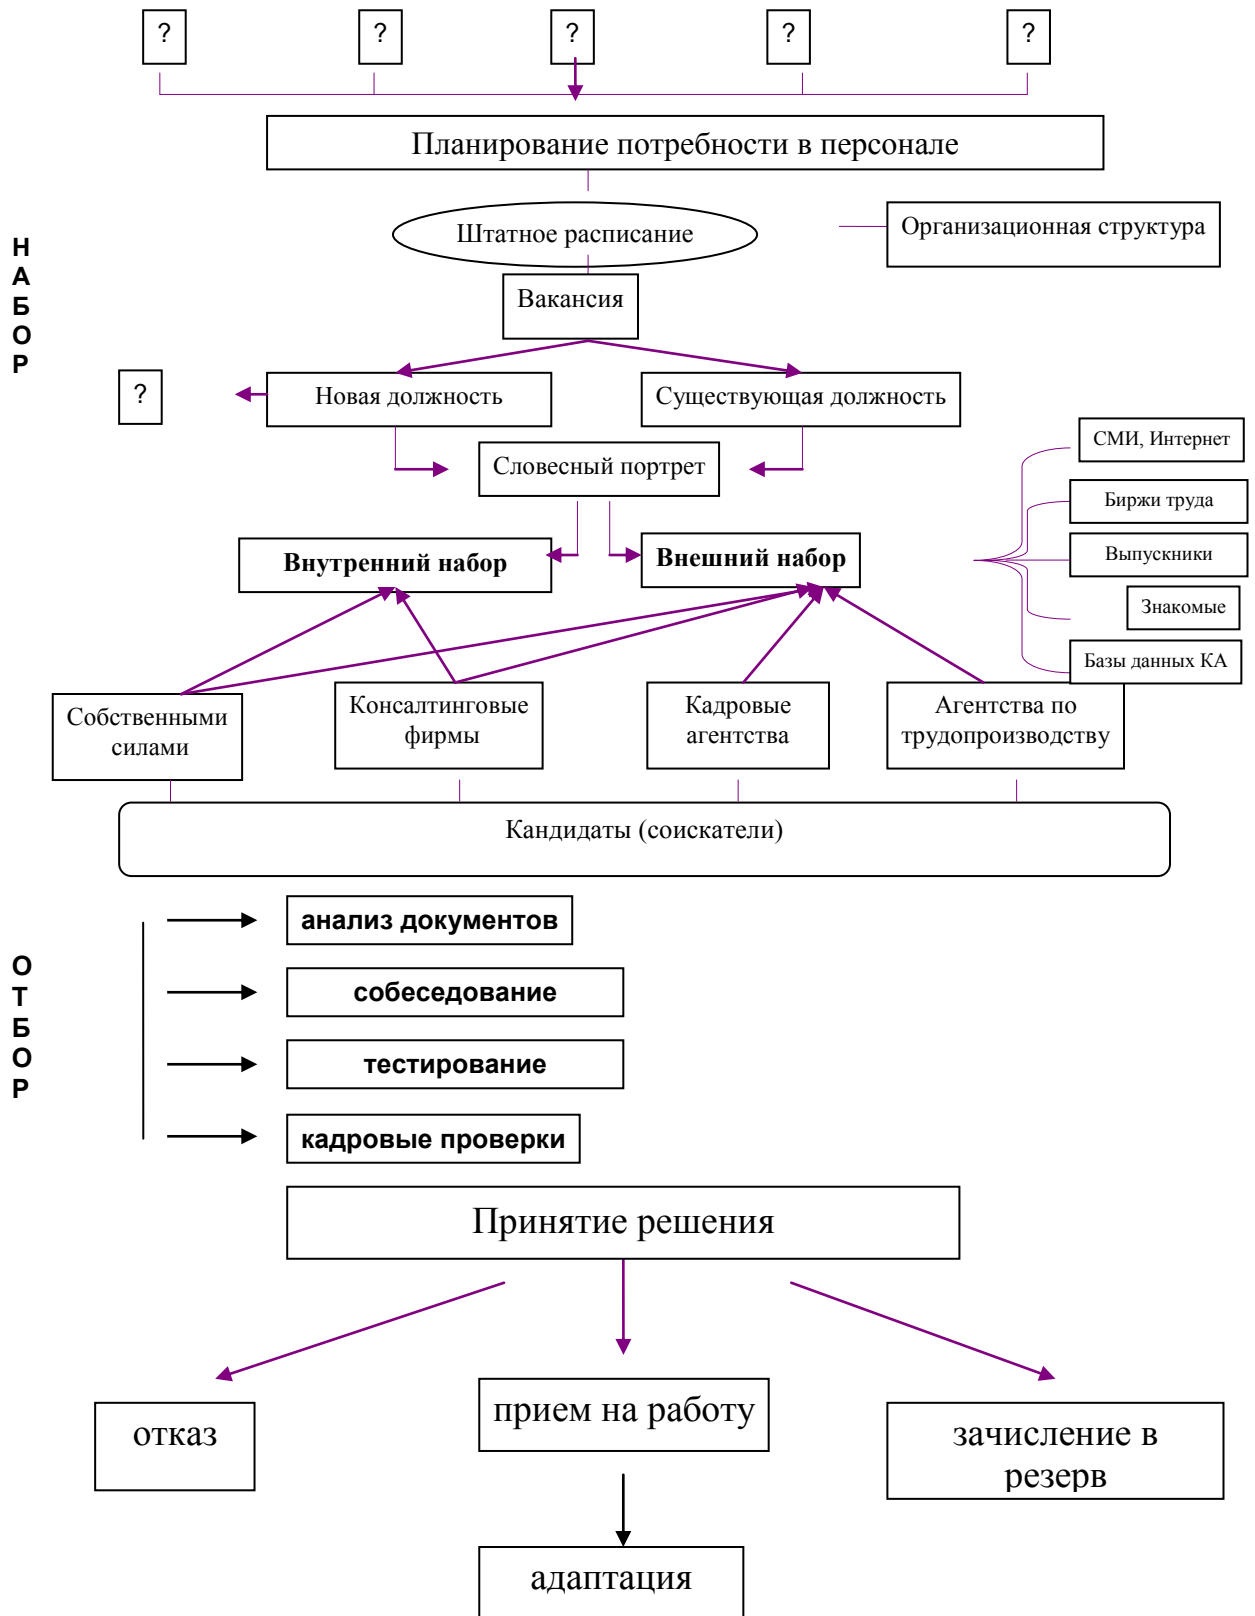 ?
?
?
?
?
Планирование потребности в персонале
Штатное расписание
Организационная структура
НАБОР
Вакансия
?
Новая должность
Существующая должность
СМИ, Интернет
Словесный портрет
Биржи труда
Внутренний набор
Внешний набор
Выпускники
Знакомые
Базы данных КА
Собственными
силами
Консалтинговые
фирмы
Кадровые
агентства
Агентства по
трудопроизводству
Кандидаты (соискатели)
ОТБОР
анализ документов
собеседование
тестирование
кадровые проверки
Принятие решения
отказ
прием на работу
зачисление в
резерв
адаптация